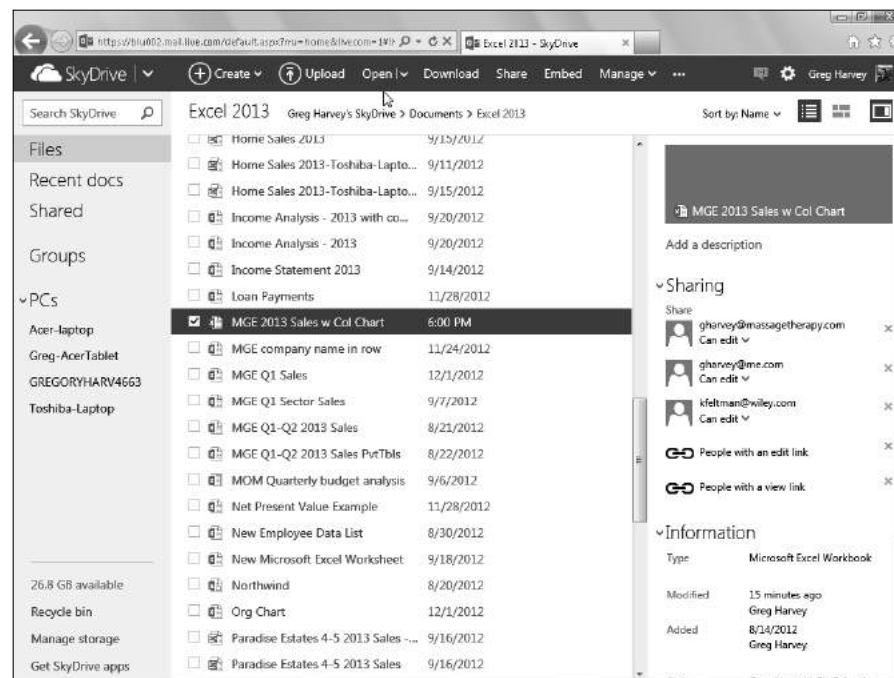 https://blu002.mail.live.com/default.aspx?rru=home&livecom=1#!/
Excel 2013 - SkyDrive
SkyDrive
Create
Upload
Open
Download
Share
Embed
Manage
Greg Harvey
Search SkyDrive
Excel 2013
Greg Harvey's SkyDrive > Documents > Excel 2013
Sort by: Name
Files
Recent docs
Shared
Groups
PCs
Acer-laptop
Greg-AcerTablet
GREGORYHARV4663
Toshiba-Laptop
26.8 GB available
Recycle bin
Manage storage
Get SkyDrive apps
Home Sales 2013 9/15/2012
Home Sales 2013-Toshiba-Lapto... 9/11/2012
Home Sales 2013-Toshiba-Lapto... 9/15/2012
Income Analysis - 2013 with co... 9/20/2012
Income Analysis - 2013 9/20/2012
Income Statement 2013 9/14/2012
Loan Payments 11/28/2012
MGE 2013 Sales w Col Chart 6:00 PM
MGE company name in row 11/24/2012
MGE Q1 Sales 12/1/2012
MGE Q1 Sector Sales 9/7/2012
MGE Q1-Q2 2013 Sales 8/21/2012
MGE Q1-Q2 2013 Sales PvtTbls 8/22/2012
MOM Quarterly budget analysis 9/6/2012
Net Present Value Example 11/28/2012
New Employee Data List 8/30/2012
New Microsoft Excel Worksheet 9/18/2012
Northwind 8/20/2012
Org Chart 12/1/2012
Paradise Estates 4-5 2013 Sales -... 9/16/2012
Paradise Estates 4-5 2013 Sales 9/16/2012
MGE 2013 Sales w Col Chart
Add a description
Sharing
Share
gharvey@massagetherapy.com
Can edit
gharvey@me.com
Can edit
kfeltman@wiley.com
Can edit
People with an edit link
People with a view link
Information
Type Microsoft Excel Workbook
Modified 15 minutes ago
Greg Harvey
Added 8/14/2012
Greg Harvey